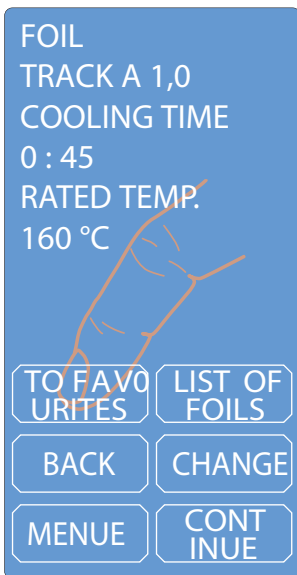 FOIL
TRACK A 1,0
COOLING TIME
0 : 45
RATED TEMP.
160 °C
TO FAVO
URITES
LIST OF
FOILS
BACK
CHANGE
MENUE
CONT
INUE